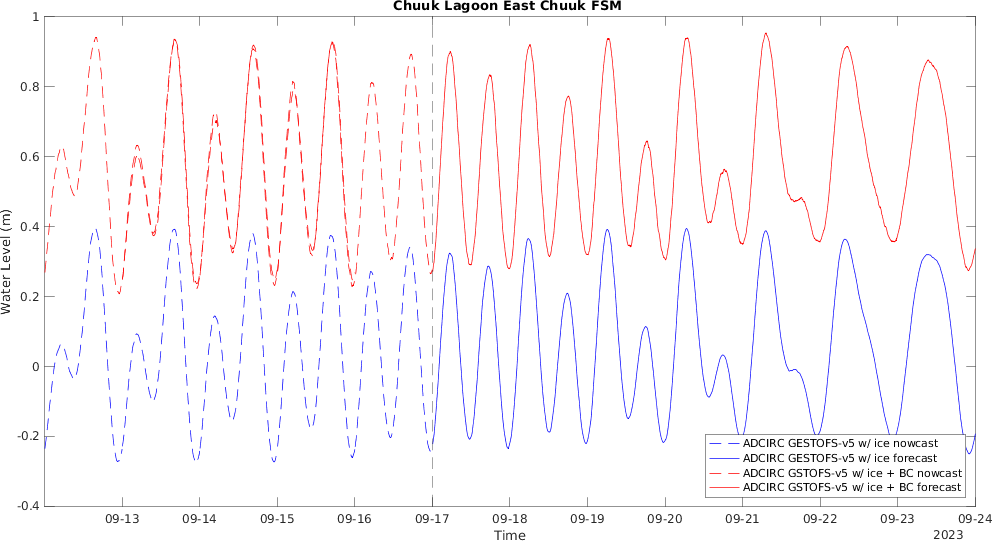 Chuuk Lagoon East Chuuk FSM
Water Level (m)
1
0.8
0.6
0.4
0.2
0
-0.2
-0.4
ADCIRC GESTOFS-v5 w/ ice nowcast
ADCIRC GESTOFS-v5 w/ ice forecast
ADCIRC GSTOFS-v5 w/ ice + BC nowcast
ADCIRC GSTOFS-v5 w/ ice + BC forecast
09-13 09-14 09-15 09-16 09-17 09-18 09-19 09-20 09-21 09-22 09-23 09-24
Time
2023